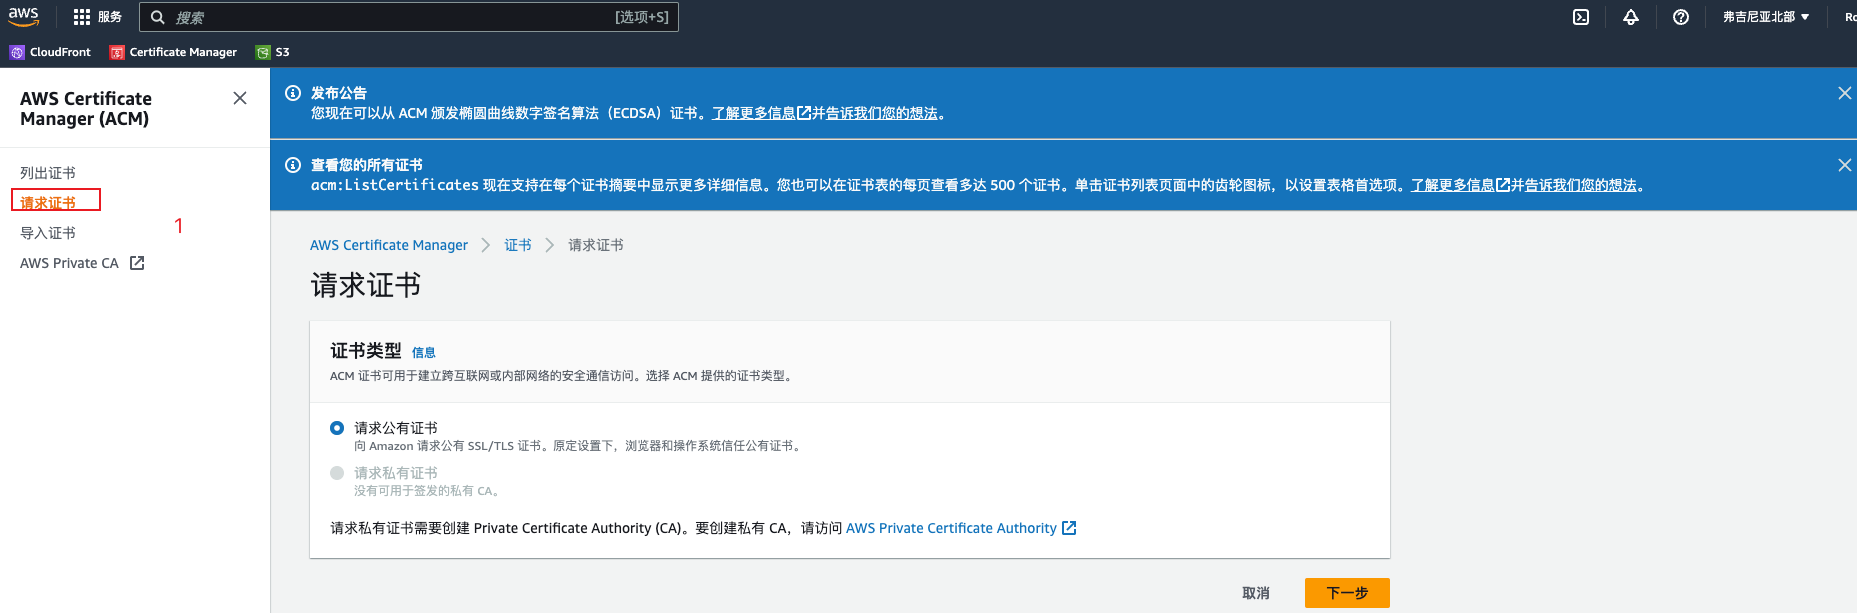 aws 服务 搜索 [选项+S] 弗吉尼亚北部
CloudFront Certificate Manager S3
AWS Certificate
Manager (ACM)
列出证书
请求证书
1
导入证书
AWS Private CA
发布公告
您现在可以从 ACM 颁发椭圆曲线数字签名算法（ECDSA）证书。了解更多信息并告诉我们您的想法。
查看您的所有证书
acm:ListCertificates 现在支持在每个证书摘要中显示更多详细信息。您也可以在证书表的每页查看多达 500 个证书。单击证书列表页面中的齿轮图标，以设置表格首选项。了解更多信息并告诉我们您的想法。
AWS Certificate Manager 证书 请求证书
请求证书
证书类型 信息
ACM 证书可用于建立跨互联网或内部网络的安全通信访问。选择 ACM 提供的证书类型。
请求公有证书
向 Amazon 请求公有 SSL/TLS 证书。原定设置下，浏览器和操作系统信任公有证书。
请求私有证书
没有可用于签发的私有 CA。
请求私有证书需要创建 Private Certificate Authority (CA)。要创建私有 CA，请访问 AWS Private Certificate Authority
取消 下一步